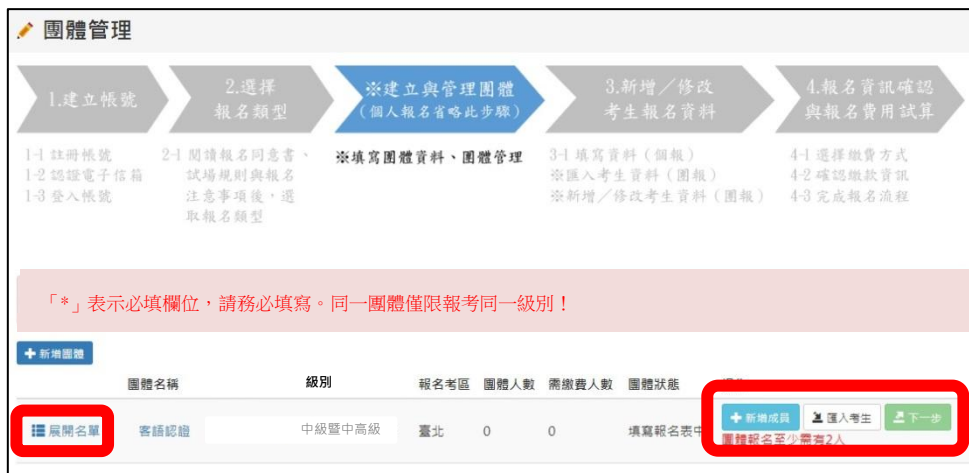 團體管理
1.建立帳號
2.選擇
報名類型
※建立與管理團體
(個人報名省略此步驟)
3.新增／修改
考生報名資料
4.報名資訊確認
與報名費用試算
1-1 註冊帳號
1-2 認證電子信箱
1-3 登入帳號
2-1 閱讀報名同意書、
試場規則與報名
注意事項後，選
取報名類型
※填寫團體資料、團體管理
3-1 填寫資料（個報）
※匯入考生資料（團報）
※新增／修改考生資料（團報）
4-1 選擇繳費方式
4-2 確認繳款資訊
4-3 完成報名流程
「*」表示必填欄位，請務必填寫。同一團體僅限報考同一級別！
新增團體
團體名稱 級別 報名考區 團體人數 需繳費人數 團體狀態
展開名單 客語認證 中級暨中高級 臺北 0 0 填寫報名表中 新增成員 匯入考生 下一步
團體報名至少需有2人